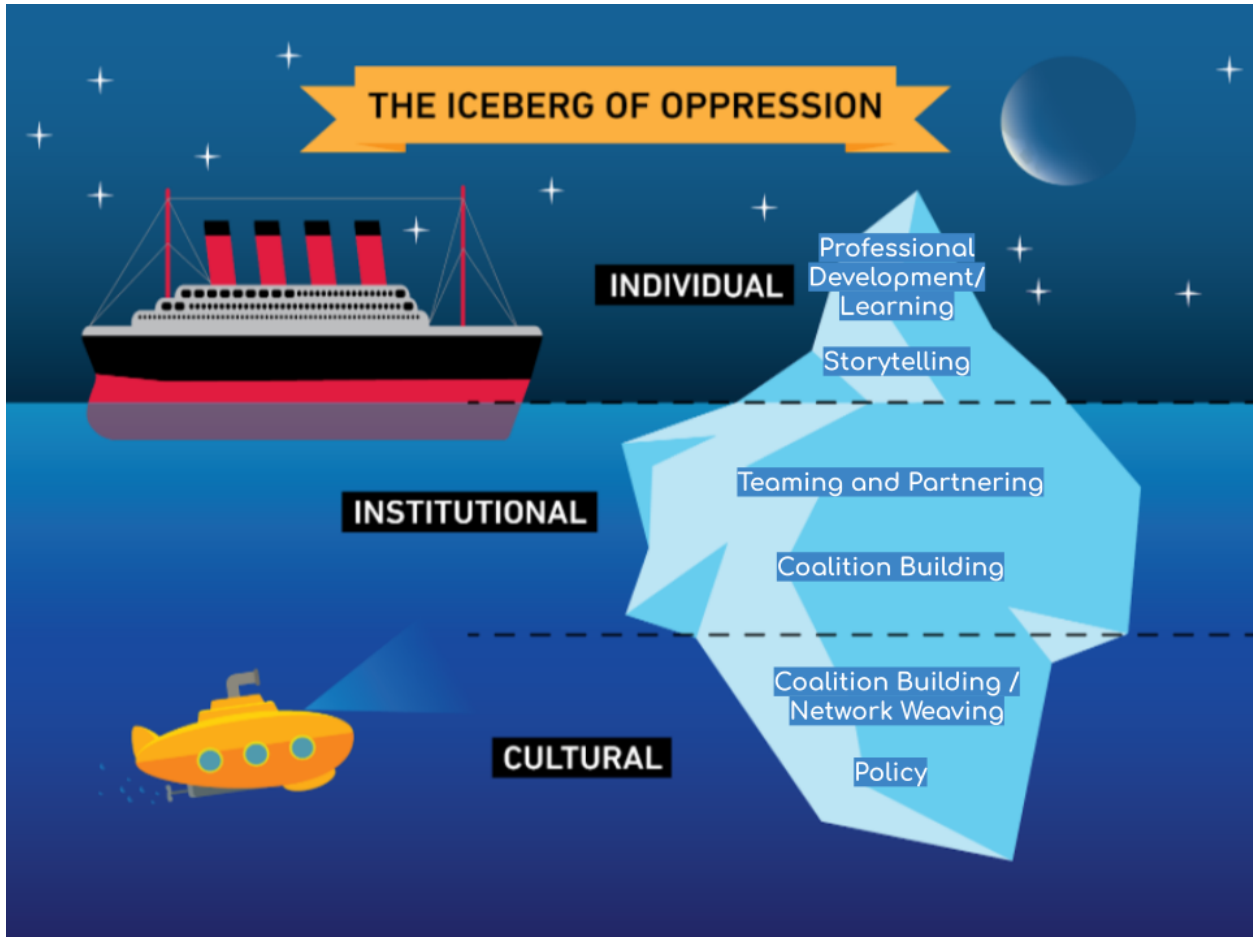 THE ICEBERG OF OPPRESSION
INDIVIDUAL
Professional
Development/
Learning
Storytelling
INSTITUTIONAL
Teaming and Partnering
Coalition Building
CULTURAL
Coalition Building /
Network Weaving
Policy